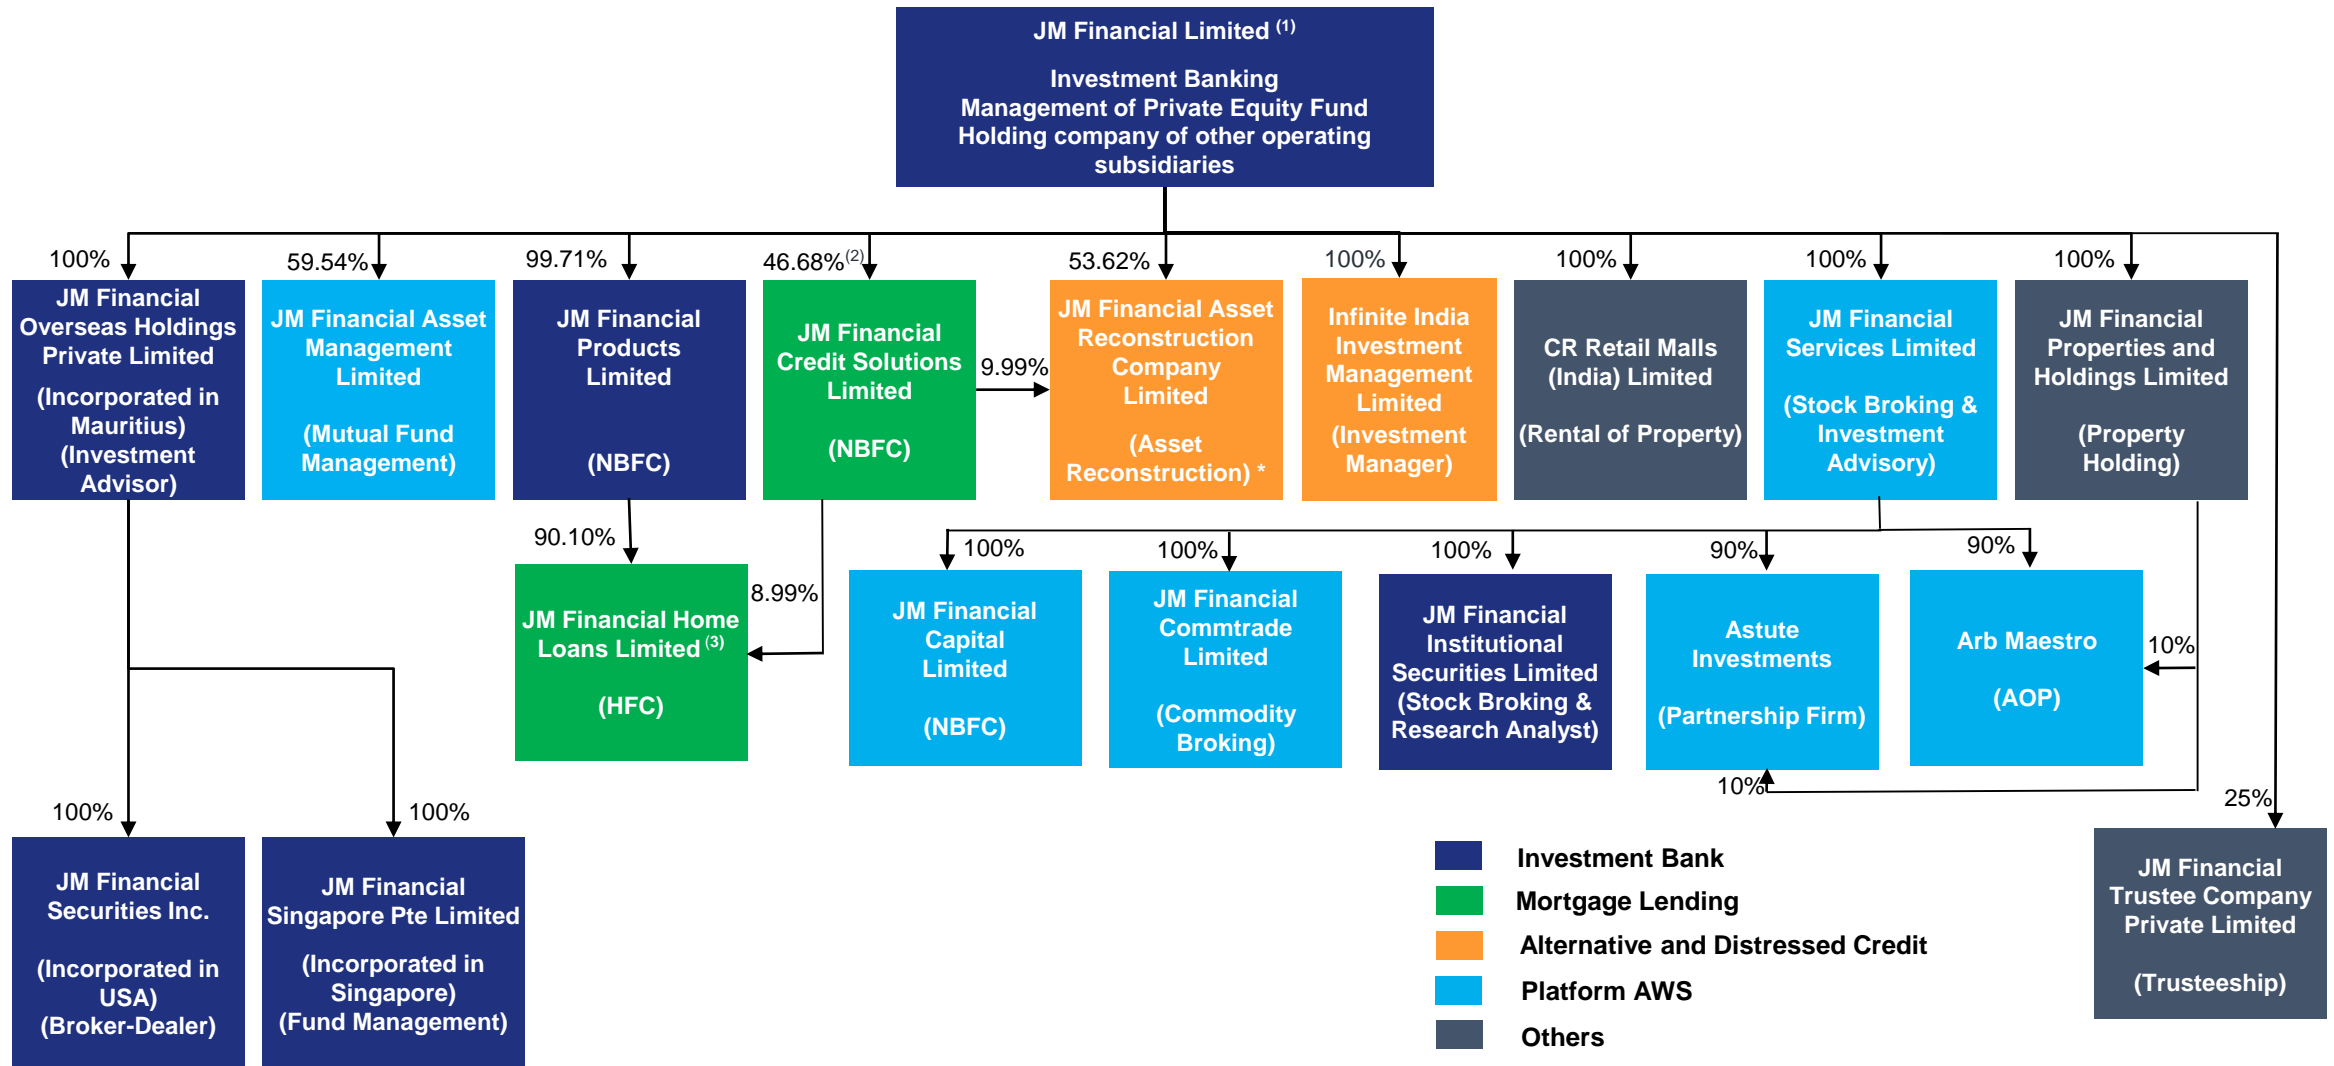 JM Financial Limited (1)
Investment Banking
Management of Private Equity Fund
Holding company of other operating
subsidiaries
100%
59.54%
99.71%
46.68%(2)
53.62%
100%
100%
100%
100%
JM Financial
Overseas Holdings
Private Limited
(Incorporated in
Mauritius)
(Investment
Advisor)
JM Financial Asset
Management
Limited
(Mutual Fund
Management)
JM Financial
Products
Limited
(NBFC)
JM Financial
Credit Solutions
Limited
(NBFC)
9.99%
JM Financial Asset
Reconstruction
Company
Limited
(Asset
Reconstruction) *
Infinite India
Investment
Management
Limited
(Investment
Manager)
CR Retail Malls
(India) Limited
(Rental of Property)
JM Financial
Services Limited
(Stock Broking &
Investment
Advisory)
JM Financial
Properties and
Holdings Limited
(Property
Holding)
90.10%
8.99%
100%
100%
100%
90%
90%
JM Financial Home
Loans Limited (3)
(HFC)
JM Financial
Capital
Limited
(NBFC)
JM Financial
Commtrade
Limited
(Commodity
Broking)
JM Financial
Institutional
Securities Limited
(Stock Broking &
Research Analyst)
Astute
Investments
(Partnership Firm)
Arb Maestro
(AOP)
10%
10%
25%
100%
100%
JM Financial
Securities Inc.
(Incorporated in
USA)
(Broker-Dealer)
JM Financial
Singapore Pte Limited
(Incorporated in
Singapore)
(Fund Management)
Investment Bank
Mortgage Lending
Alternative and Distressed Credit
Platform AWS
Others
JM Financial
Trustee Company
Private Limited
(Trusteeship)